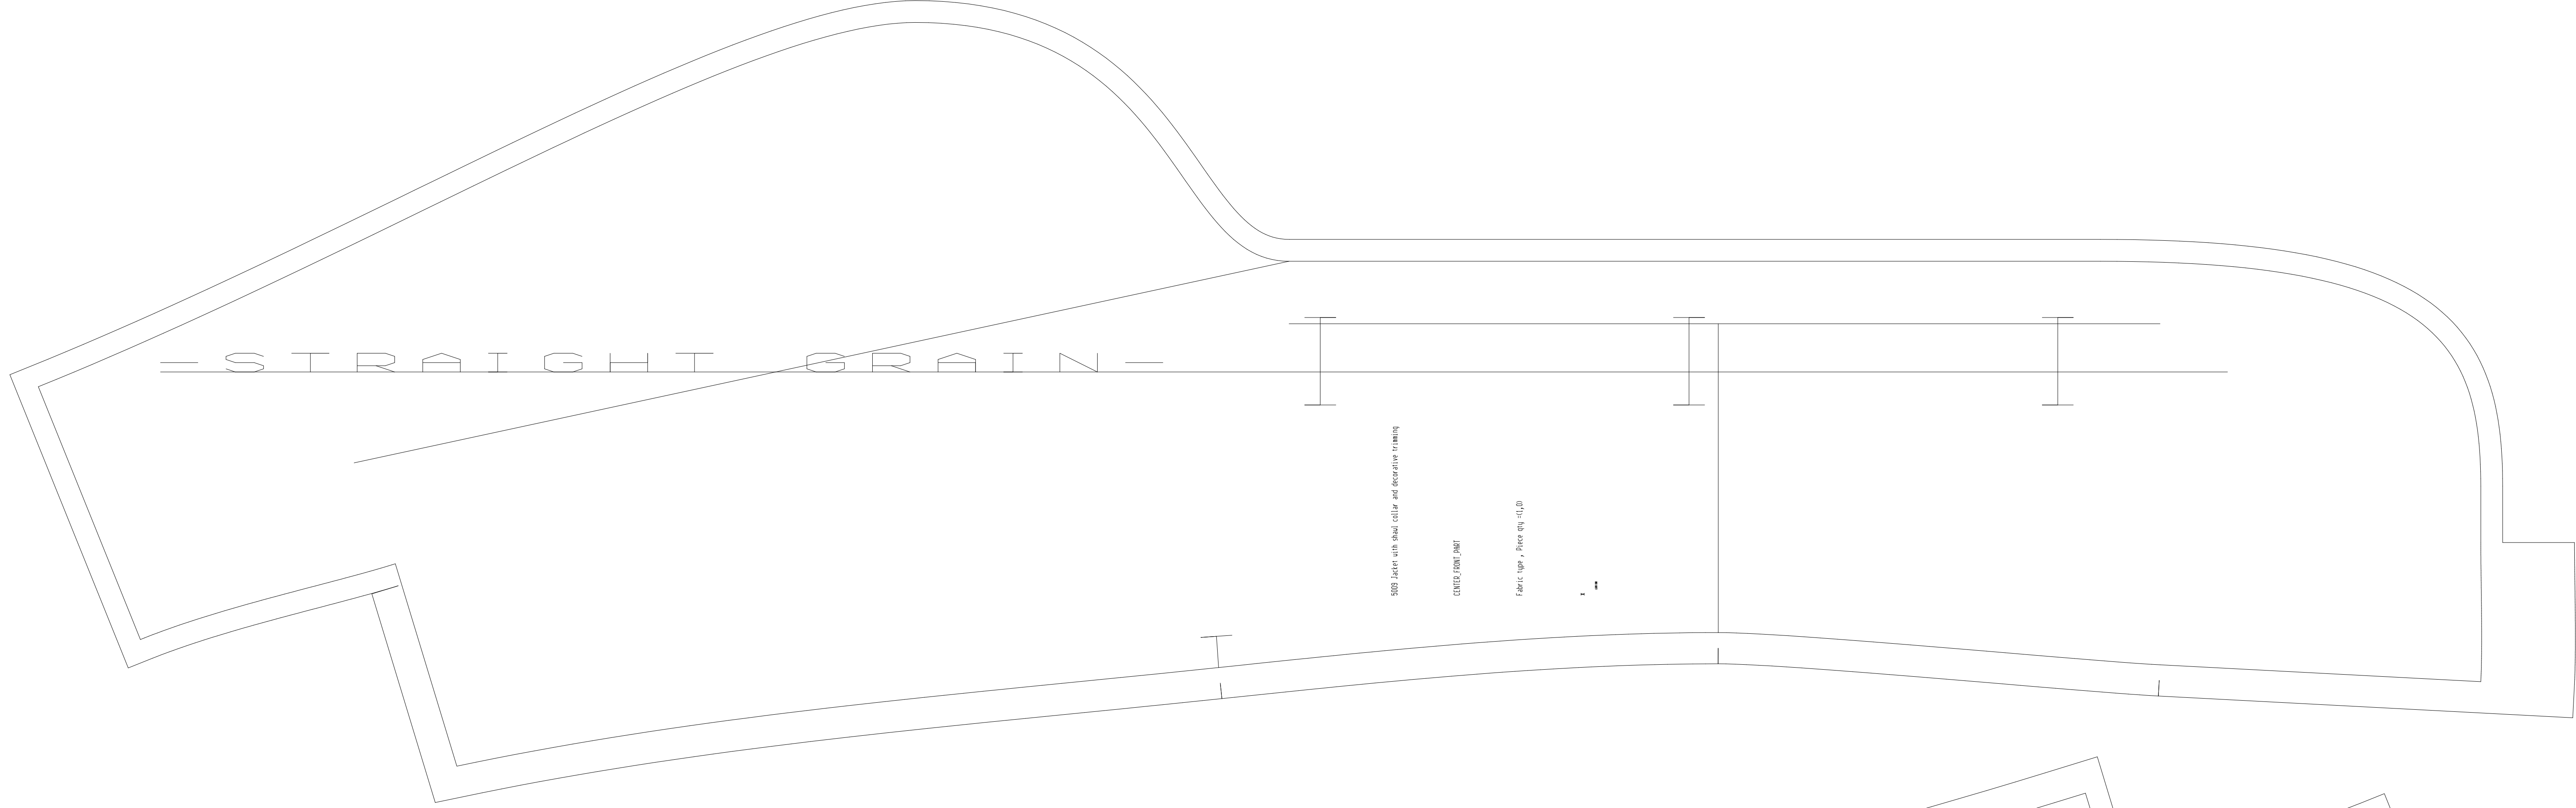 - STRAIGHT GRAIN -
5009 Jacket with shawl collar and decorative trimming
CENTER_FRONT_PART
Fabric type , Piece qty =(1,0)